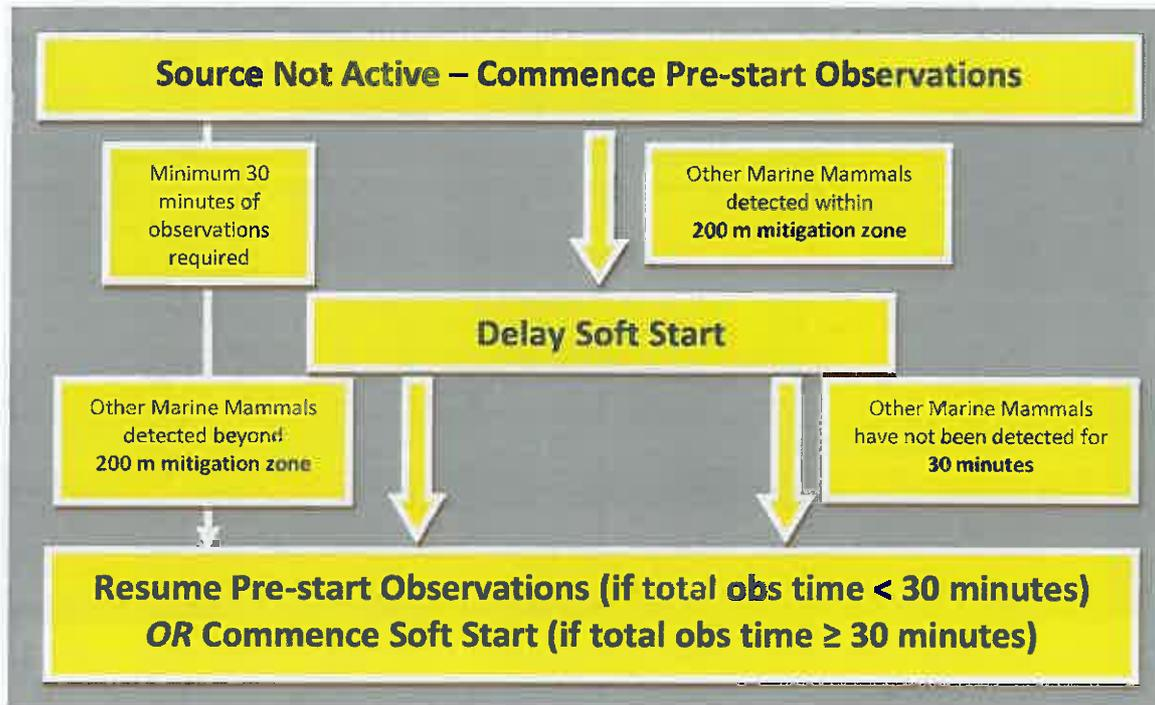 Source Not Active – Commence Pre-start Observations
Minimum 30
minutes of
observations
required
Other Marine Mammals
detected within
200 m mitigation zone
Delay Soft Start
Other Marine Mammals
detected beyond
200 m mitigation zone
Other Marine Mammals
have not been detected for
30 minutes
Resume Pre-start Observations (if total obs time < 30 minutes)
OR Commence Soft Start (if total obs time ≥ 30 minutes)